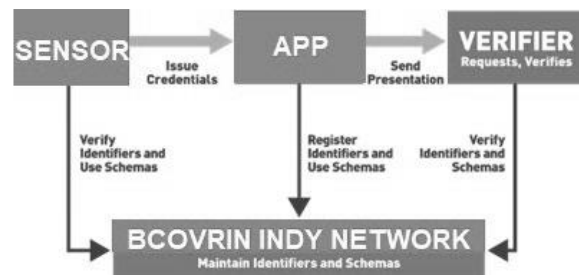 SENSOR
Issue
Credentials
APP
Send
Presentation
VERIFIER
Requests, Verifies
Verify
Identifiers and
Use Schemas
Register
Identifiers and
Use Schemas
Verify
Identifiers and
Schemas
BCOVRIN INDY NETWORK
Maintain Identifiers and Schemas